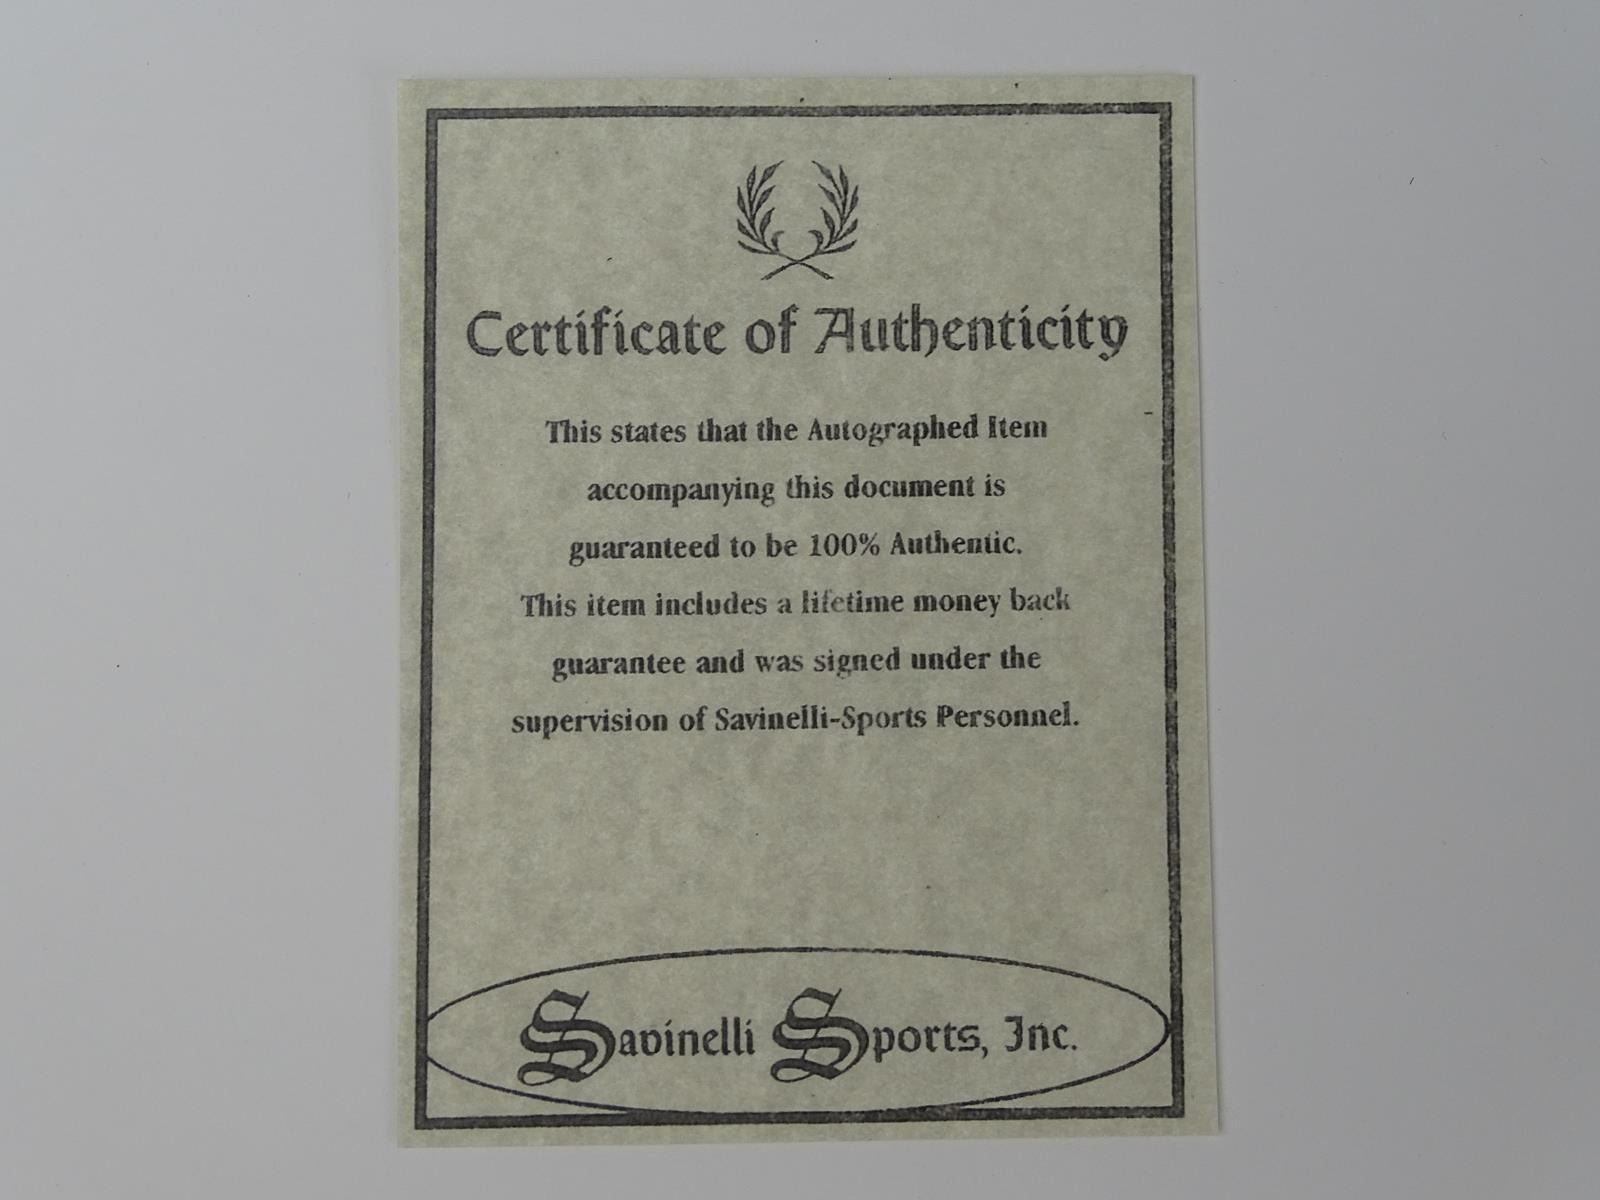 Certificate of Authenticity
This states that the Autographed Item
accompanying this document is
guaranteed to be 100% Authentic.
This item includes a lifetime money back
guarantee and was signed under the
supervision of Savinelli-Sports Personnel.
Savinelli Sports, Inc.